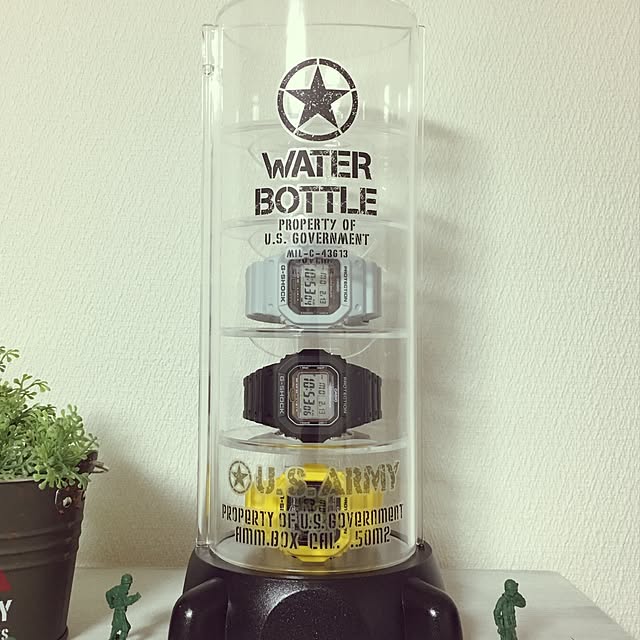 WATER
BOTTLE
PROPERTY OF
U.S. GOVERNMENT
MIL-C-43613
G-SHOCK
PROTECTION
G-SHOCK
PROTECTION
U.S. ARMY
PROPERTY OF U.S. GOVERNMENT
AMM.BOX CAL. .50M2